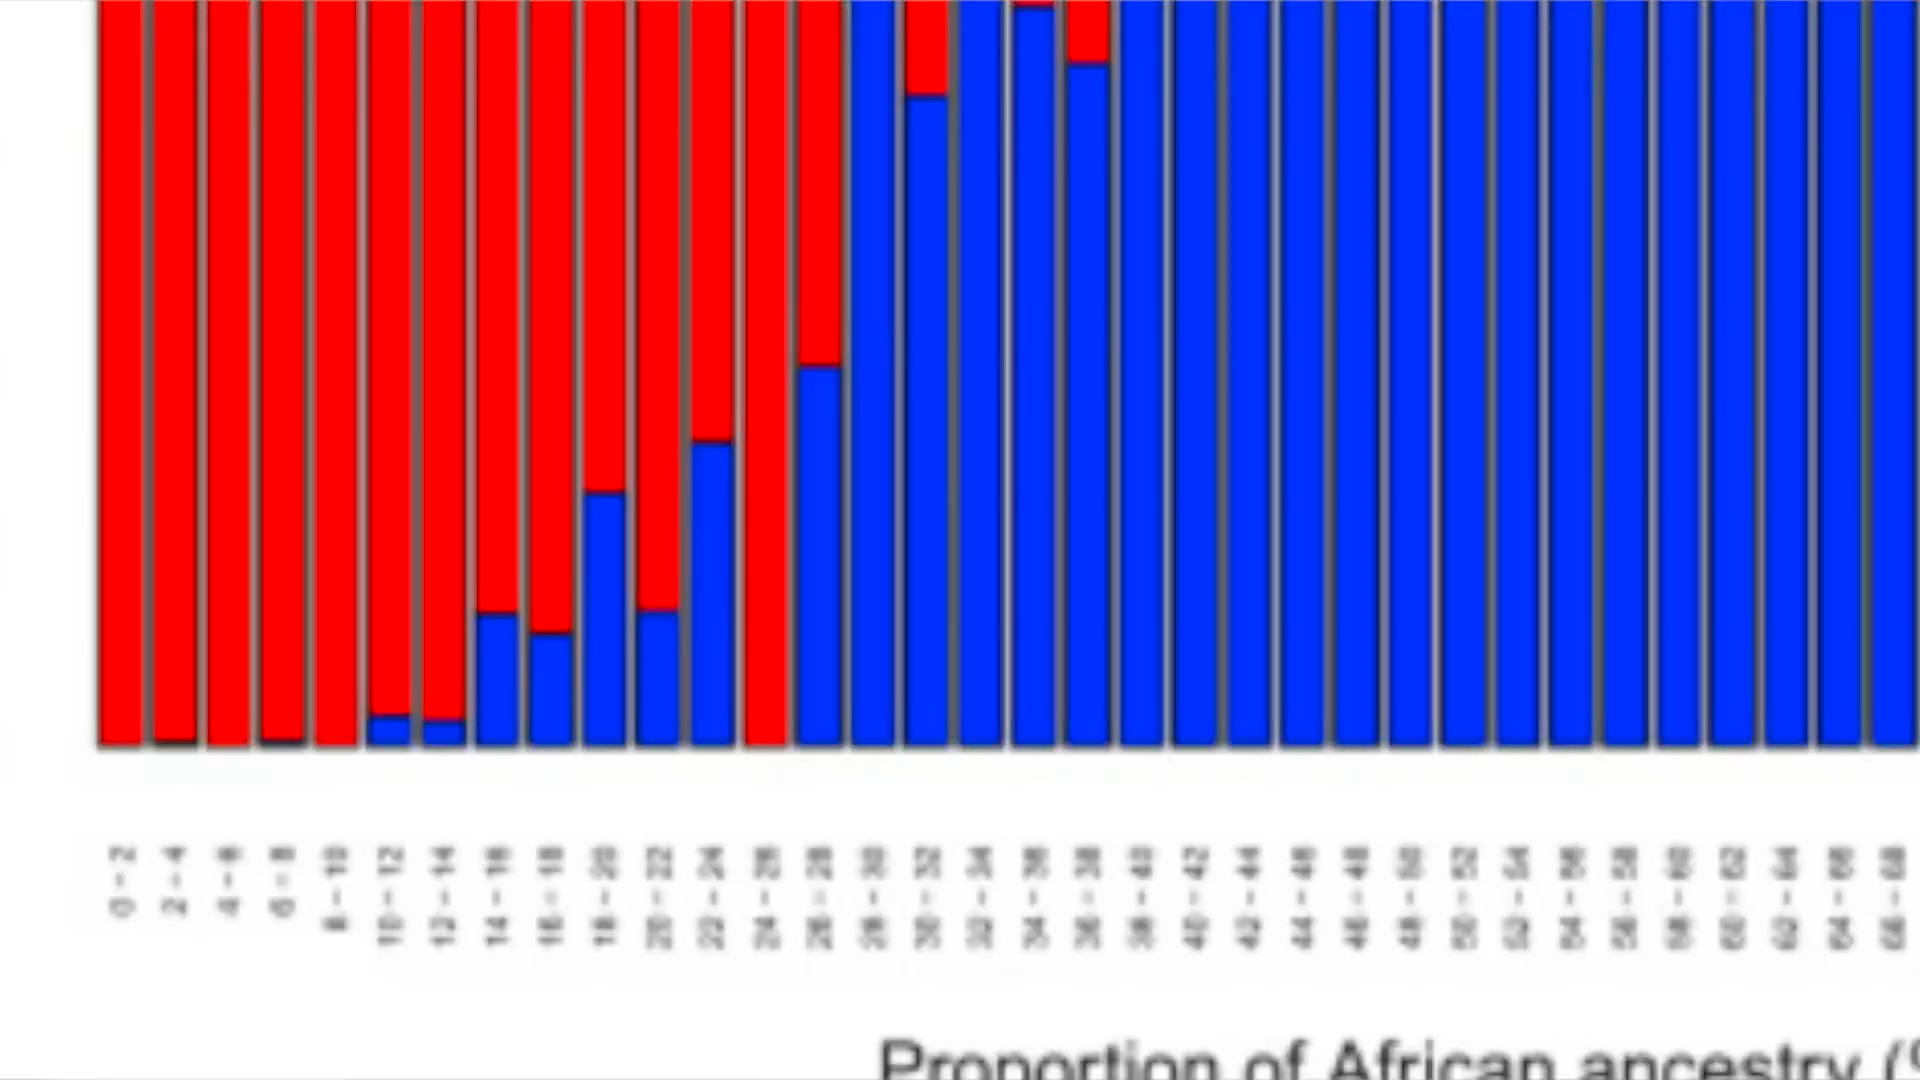 0 - 2
2 - 4
4 - 6
6 - 8
8 - 10
10 - 12
12 - 14
14 - 16
16 - 18
18 - 20
20 - 22
22 - 24
24 - 26
26 - 28
28 - 30
30 - 32
32 - 34
34 - 36
36 - 38
38 - 40
40 - 42
42 - 44
44 - 46
46 - 48
48 - 50
50 - 52
52 - 54
54 - 56
56 - 58
58 - 60
60 - 62
62 - 64
64 - 66
66 - 68
Proportion of African ancestry (